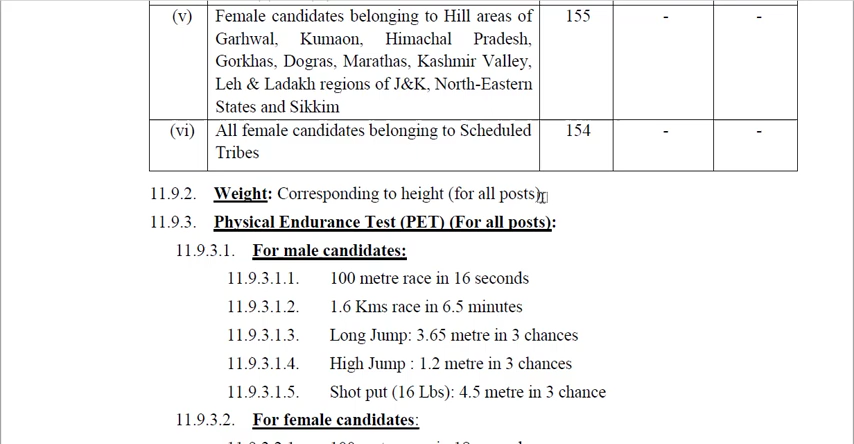 (v) Female candidates belonging to Hill areas of 155 - -
Garhwal, Kumaon, Himachal Pradesh,
Gorkhas, Dogras, Marathas, Kashmir Valley,
Leh & Ladakh regions of J&K, North-Eastern
States and Sikkim
(vi) All female candidates belonging to Scheduled 154 - -
Tribes
11.9.2. Weight: Corresponding to height (for all posts)
11.9.3. Physical Endurance Test (PET) (For all posts):
11.9.3.1. For male candidates:
11.9.3.1.1. 100 metre race in 16 seconds
11.9.3.1.2. 1.6 Kms race in 6.5 minutes
11.9.3.1.3. Long Jump: 3.65 metre in 3 chances
11.9.3.1.4. High Jump : 1.2 metre in 3 chances
11.9.3.1.5. Shot put (16 Lbs): 4.5 metre in 3 chance
11.9.3.2. For female candidates: